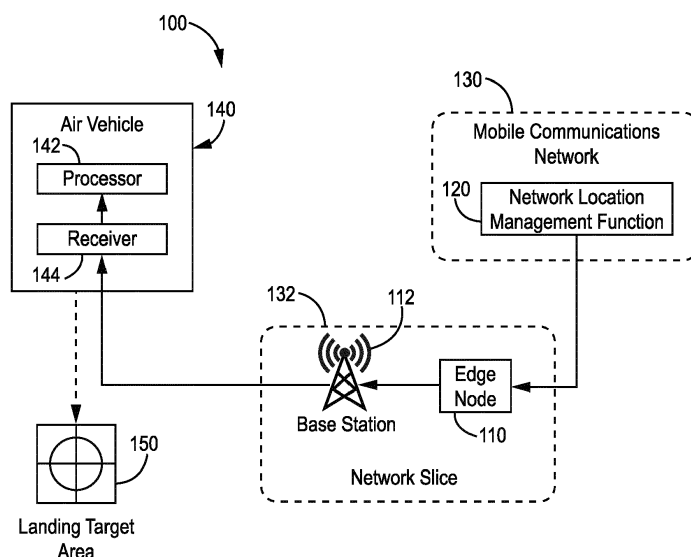 100
130
140
Air Vehicle
142
Processor
Receiver
144
Mobile Communications
Network
120
Network Location
Management Function
132
112
Edge
Node
110
Base Station
Network Slice
150
Landing Target
Area